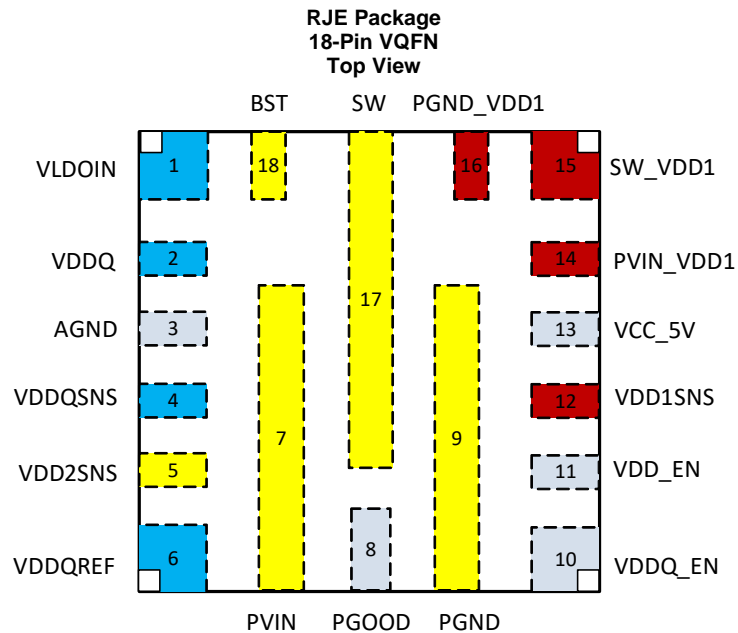 RJE Package
18-Pin VQFN
Top View
BST SW PGND_VDD1
VLDOIN 1 18 16 15 SW_VDD1
VDDQ 2 14 PVIN_VDD1
17
AGND 3 13 VCC_5V
VDDQSNS 4 12 VDD1SNS
7 9
VDD2SNS 5 11 VDD_EN
8
VDDQREF 6 10 VDDQ_EN
PVIN PGOOD PGND